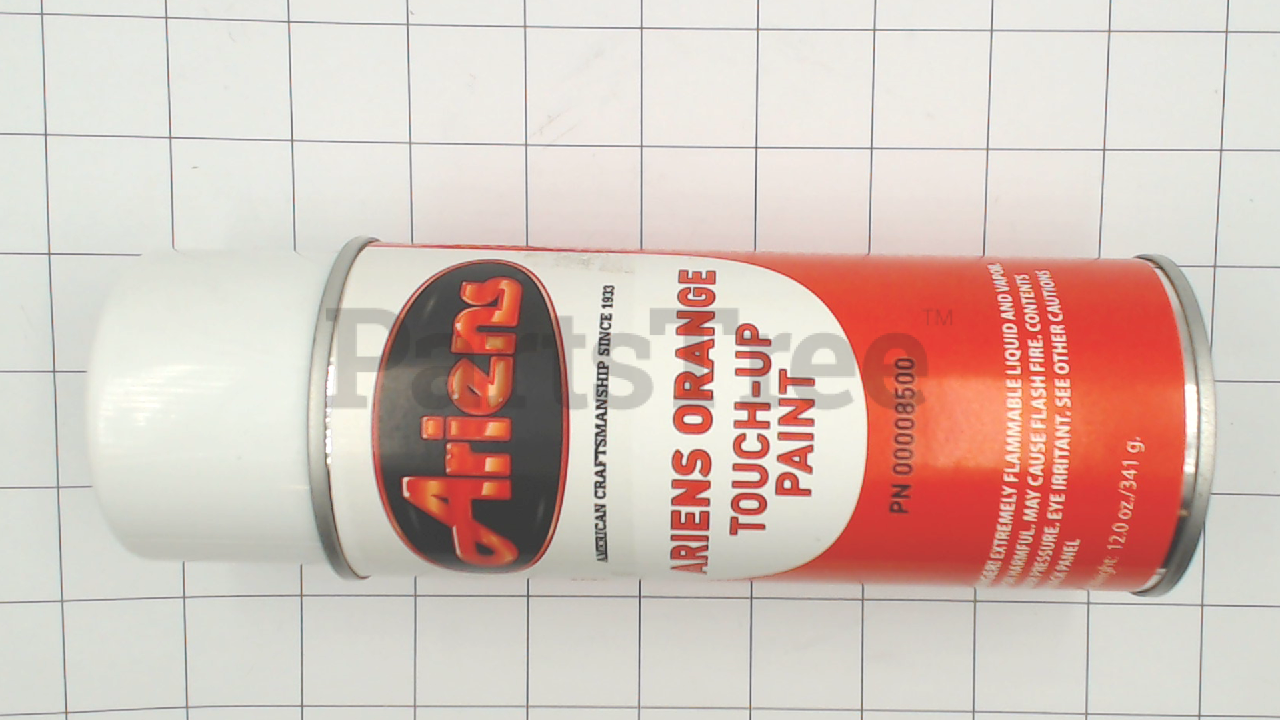 Ariens
AMERICAN CRAFTSMANSHIP SINCE 1933
ARIENS ORANGE
TOUCH-UP
PAINT
PN 00008500
EXTREMELY FLAMMABLE LIQUID AND VAPOR.
HARMFUL. MAY CAUSE FLASH FIRE. CONTENTS
PRESSURE. EYE IRRITANT. SEE OTHER CAUTIONS
PANEL
12.0 oz./341 g.
PartsTree™